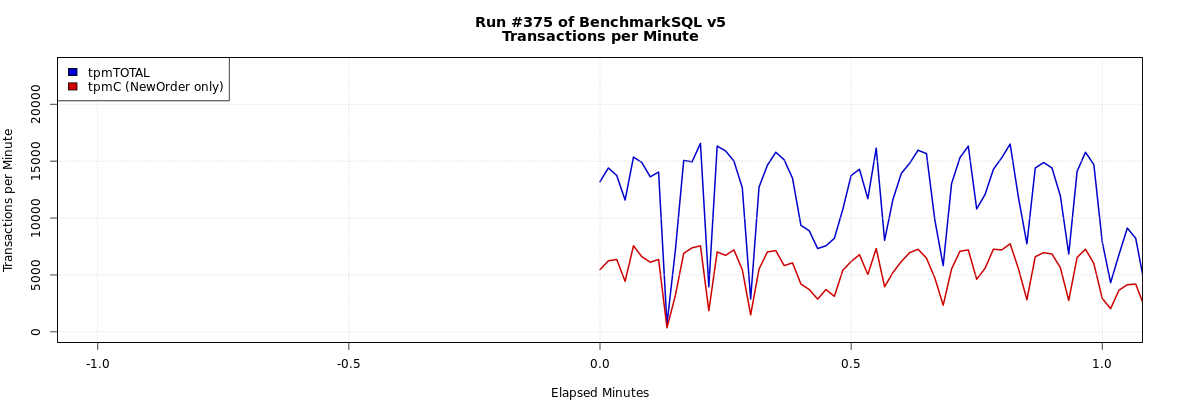 Run #375 of BenchmarkSQL v5
Transactions per Minute
tpmTOTAL
tpmC (NewOrder only)
Transactions per Minute
20000
15000
10000
5000
0
-1.0
-0.5
0.0
0.5
1.0
Elapsed Minutes